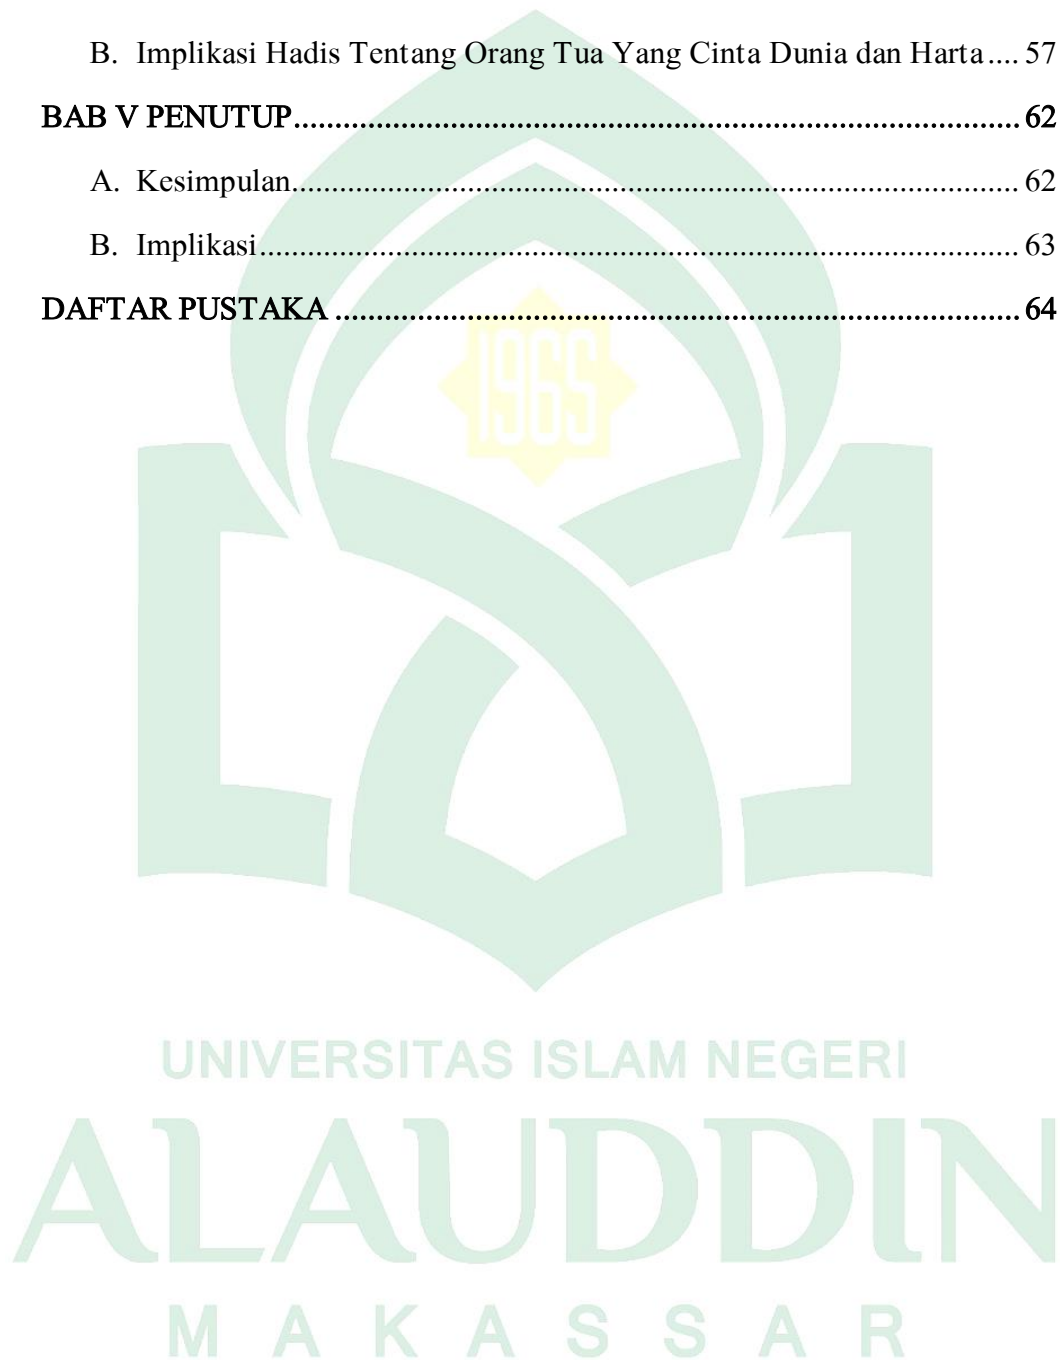 B. Implikasi Hadis Tentang Orang Tua Yang Cinta Dunia dan Harta.... 57
BAB V PENUTUP........................................................................................ 62
A. Kesimpulan........................................................................................ 62
B. Implikasi............................................................................................ 63
DAFTAR PUSTAKA .................................................................................. 64
1965
UNIVERSITAS ISLAM NEGERI
ALAUDDIN
MAKASSAR